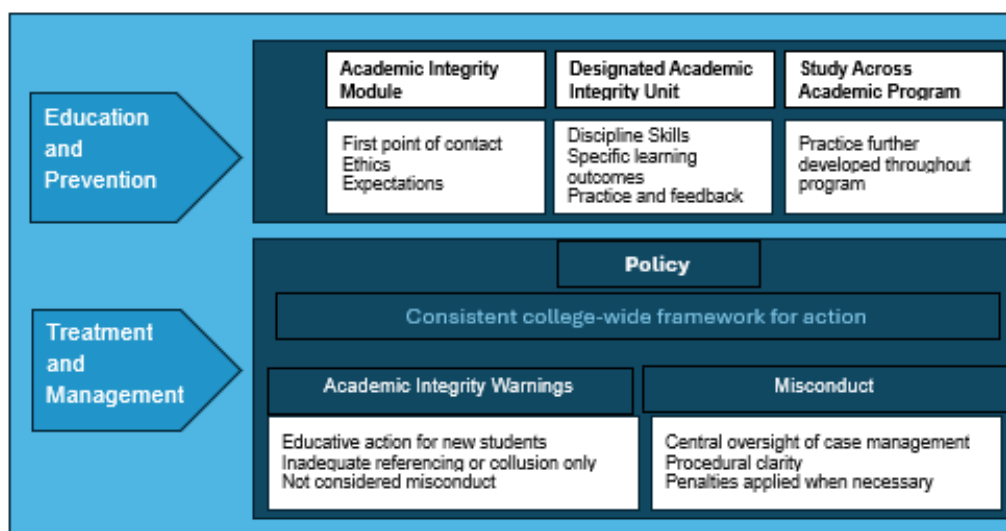 Education
and
Prevention
Academic Integrity
Module
First point of contact
Ethics
Expectations
Designated Academic
Integrity Unit
Discipline Skills
Specific learning
outcomes
Practice and feedback
Study Across
Academic Program
Practice further
developed throughout
program
Treatment
and
Management
Policy
Consistent college-wide framework for action
Academic Integrity Warnings
Educative action for new students
Inadequate referencing or collusion only
Not considered misconduct
Misconduct
Central oversight of case management
Procedural clarity
Penalties applied when necessary